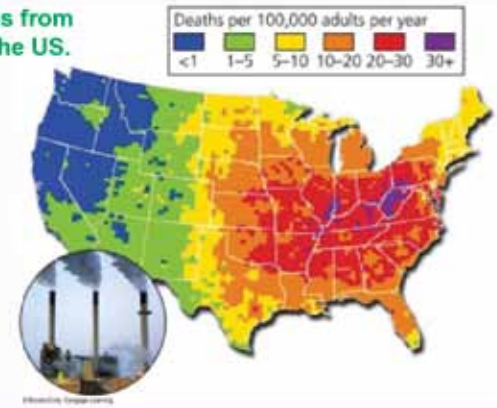 s from
he US.
Deaths per 100,000 adults per year
<1 1–5 5–10 10–20 20–30 30+